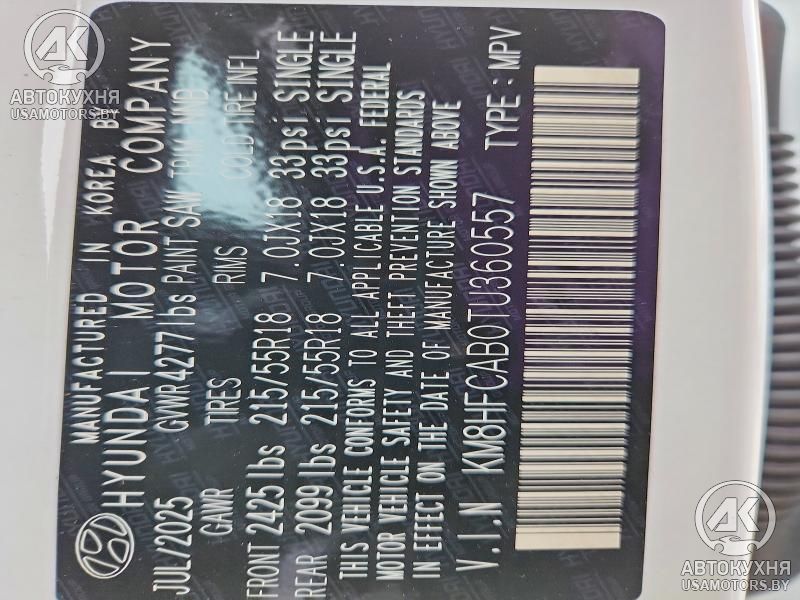 MANUFACTURED IN KOREA B
HYUNDAI MOTOR COMPANY
JUL/2025 GVWR 4277 lbs PAINT SAW TRIM NNB
GAWR TIRES RIMS COLD TIRE INFL
FRONT 2425 lbs 215/55R18 7.0JX18 33psi SINGLE
REAR 2099 lbs 215/55R18 7.0JX18 33psi SINGLE
THIS VEHICLE CONFORMS TO ALL APPLICABLE U.S.A. FEDERAL
MOTOR VEHICLE SAFETY AND THEFT PREVENTION STANDARDS
IN EFFECT ON THE DATE OF MANUFACTURE SHOWN ABOVE
V.I.N KM8HFCAB0TU360557 TYPE : MPV
АК
АВТОКУХНЯ
USAMOTORS.BY
АК
АВТОКУХНЯ
USAMOTORS.BY